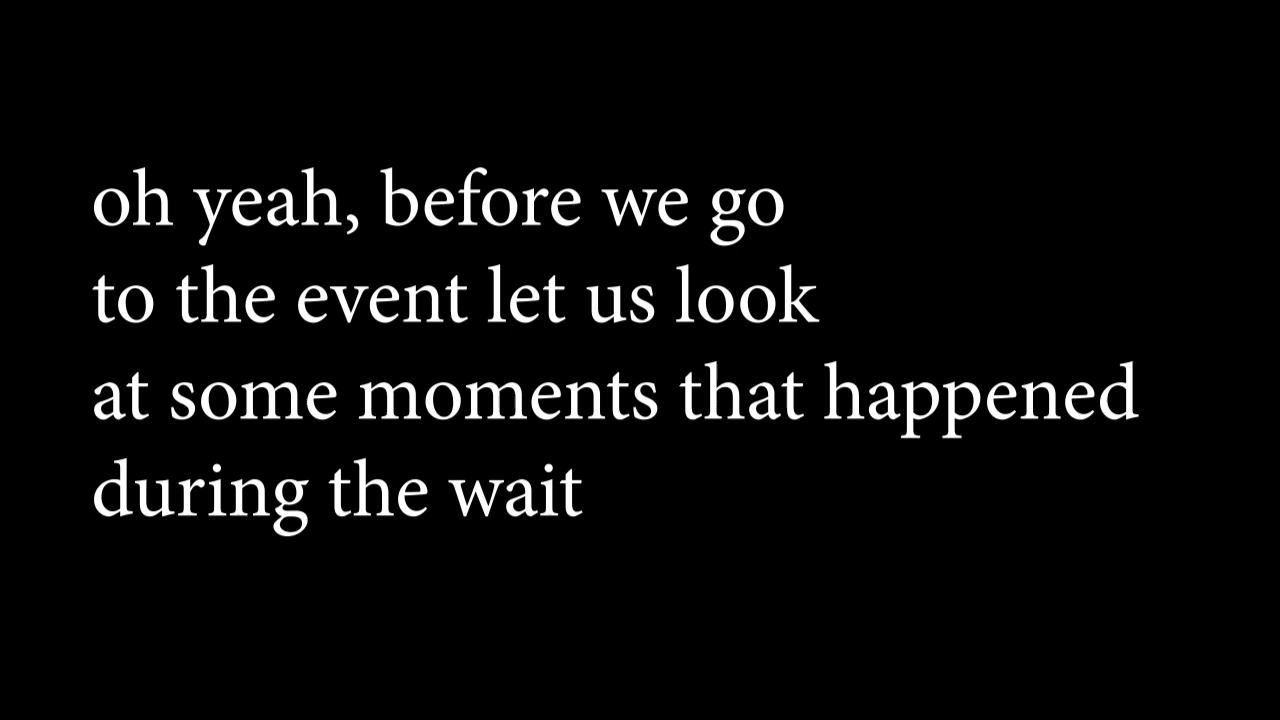 oh yeah, before we go
to the event let us look
at some moments that happened
during the wait